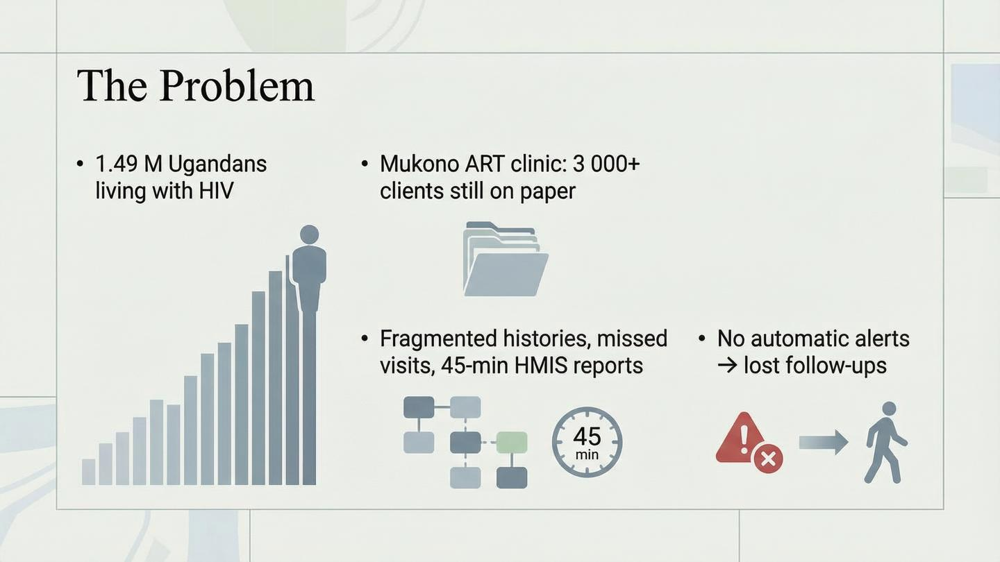 The Problem
• 1.49 M Ugandans
living with HIV
• Mukono ART clinic: 3 000+
clients still on paper
• Fragmented histories, missed
visits, 45-min HMIS reports
45
min
• No automatic alerts
→ lost follow-ups